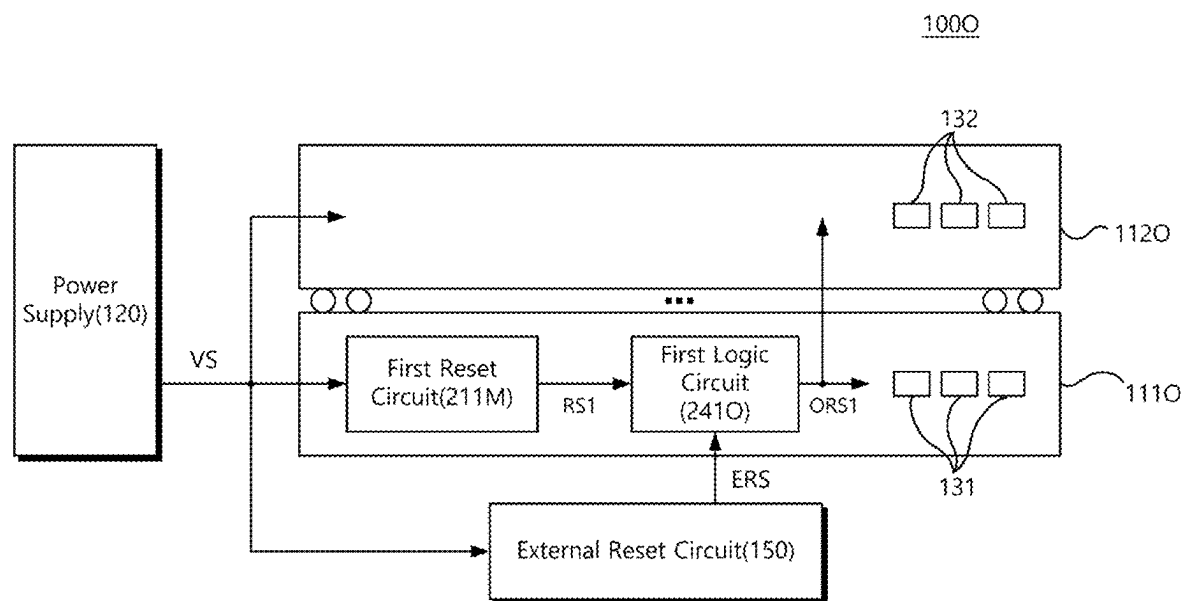 100O
132
112O
Power
Supply(120)
VS
First Reset
Circuit(211M)
RS1
First Logic
Circuit
(241O)
ORS1
111O
131
ERS
External Reset Circuit(150)